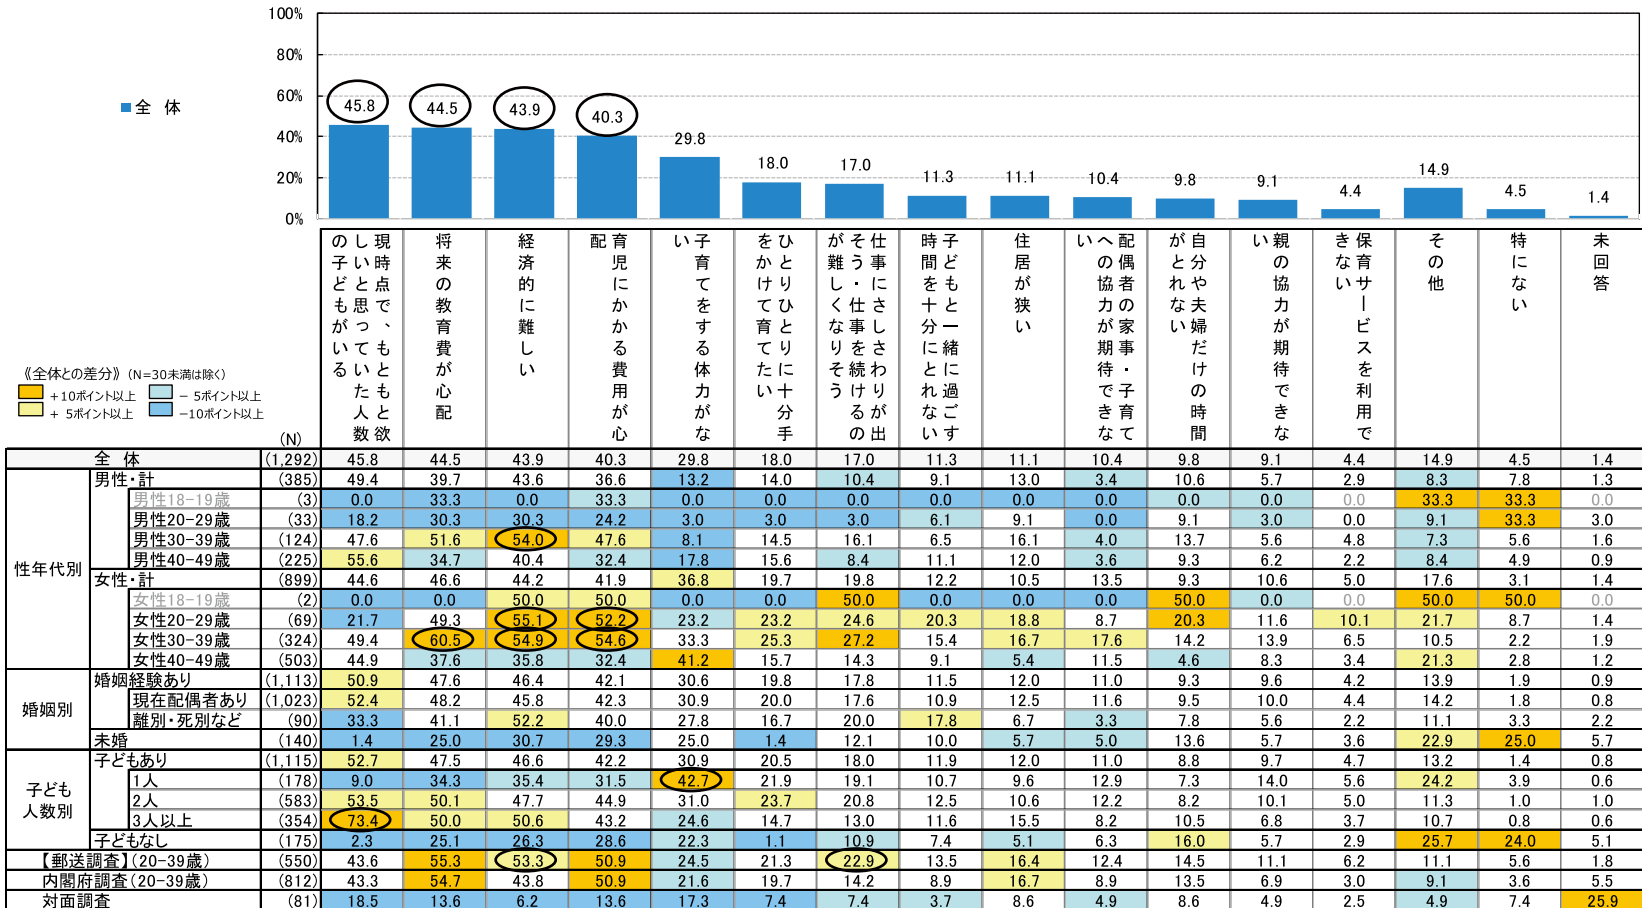 100%
80%
60%
40%
20%
0%
全 体
45.8 44.5 43.9 40.3 29.8 18.0 17.0 11.3 11.1 10.4 9.8 9.1 4.4 14.9 4.5 1.4
現時点で、もともと欲しいと思っていた人数の子どもがいる
将来の教育費が心配
経済的に難しい
育児にかかる費用が心配
子育てをする体力がない
ひとりひとりに十分手をかけて育てたい
仕事にさしさわりが出そう・仕事を続けるのが難しくなりそう
子どもと一緒に過ごす時間を十分にとれない
住居が狭い
配偶者の家事・子育てへの協力が期待できない
自分や夫婦だけの時間がとれない
親の協力が期待できない
保育サービスを利用できない
その他
特にない
未回答
《全体との差分》(N=30未満は除く)
+10ポイント以上 - 5ポイント以上
+ 5ポイント以上 -10ポイント以上
(N)
全 体 (1,292) 45.8 44.5 43.9 40.3 29.8 18.0 17.0 11.3 11.1 10.4 9.8 9.1 4.4 14.9 4.5 1.4
性年代別
男性・計 (385) 49.4 39.7 43.6 36.6 13.2 14.0 10.4 9.1 13.0 3.4 10.6 5.7 2.9 8.3 7.8 1.3
男性18-19歳 (3) 0.0 33.3 0.0 33.3 0.0 0.0 0.0 0.0 0.0 0.0 0.0 0.0 0.0 33.3 33.3 0.0
男性20-29歳 (33) 18.2 30.3 30.3 24.2 3.0 3.0 3.0 6.1 9.1 0.0 9.1 3.0 0.0 9.1 33.3 3.0
男性30-39歳 (124) 47.6 51.6 54.0 47.6 8.1 14.5 16.1 6.5 16.1 4.0 13.7 5.6 4.8 7.3 5.6 1.6
男性40-49歳 (225) 55.6 34.7 40.4 32.4 17.8 15.6 8.4 11.1 12.0 3.6 9.3 6.2 2.2 8.4 4.9 0.9
女性・計 (899) 44.6 46.6 44.2 41.9 36.8 19.7 19.8 12.2 10.5 13.5 9.3 10.6 5.0 17.6 3.1 1.4
女性18-19歳 (2) 0.0 0.0 50.0 50.0 0.0 0.0 50.0 0.0 0.0 0.0 50.0 0.0 0.0 50.0 50.0 0.0
女性20-29歳 (69) 21.7 49.3 55.1 52.2 23.2 23.2 24.6 20.3 18.8 8.7 20.3 11.6 10.1 21.7 8.7 1.4
女性30-39歳 (324) 49.4 60.5 54.9 54.6 33.3 25.3 27.2 15.4 16.7 17.6 14.2 13.9 6.5 10.5 2.2 1.9
女性40-49歳 (503) 44.9 37.6 35.8 32.4 41.2 15.7 14.3 9.1 5.4 11.5 4.6 8.3 3.4 21.3 2.8 1.2
婚姻別
婚姻経験あり (1,113) 50.9 47.6 46.4 42.1 30.6 19.8 17.8 11.5 12.0 11.0 9.3 9.6 4.2 13.9 1.9 0.9
現在配偶者あり (1,023) 52.4 48.2 45.8 42.3 30.9 20.0 17.6 10.9 12.5 11.6 9.5 10.0 4.4 14.2 1.8 0.8
離別・死別など (90) 33.3 41.1 52.2 40.0 27.8 16.7 20.0 17.8 6.7 3.3 7.8 5.6 2.2 11.1 3.3 2.2
未婚 (140) 1.4 25.0 30.7 29.3 25.0 1.4 12.1 10.0 5.7 5.0 13.6 5.7 3.6 22.9 25.0 5.7
子ども
人数別
子どもあり (1,115) 52.7 47.5 46.6 42.2 30.9 20.5 18.0 11.9 12.0 11.0 8.8 9.7 4.7 13.2 1.4 0.8
1人 (178) 9.0 34.3 35.4 31.5 42.7 21.9 19.1 10.7 9.6 12.9 7.3 14.0 5.6 24.2 3.9 0.6
2人 (583) 53.5 50.1 47.7 44.9 31.0 23.7 20.8 12.5 10.6 12.2 8.2 10.1 5.0 11.3 1.0 1.0
3人以上 (354) 73.4 50.0 50.6 43.2 24.6 14.7 13.0 11.6 15.5 8.2 10.5 6.8 3.7 10.7 0.8 0.6
子どもなし (175) 2.3 25.1 26.3 28.6 22.3 1.1 10.9 7.4 5.1 6.3 16.0 5.7 2.9 25.7 24.0 5.1
【郵送調査】(20-39歳) (550) 43.6 55.3 53.3 50.9 24.5 21.3 22.9 13.5 16.4 12.4 14.5 11.1 6.2 11.1 5.6 1.8
内閣府調査(20-39歳) (812) 43.3 54.7 43.8 50.9 21.6 19.7 14.2 8.9 16.7 8.9 13.5 6.9 3.0 9.1 3.6 5.5
対面調査 (81) 18.5 13.6 6.2 13.6 17.3 7.4 7.4 3.7 8.6 4.9 8.6 4.9 2.5 4.9 7.4 25.9